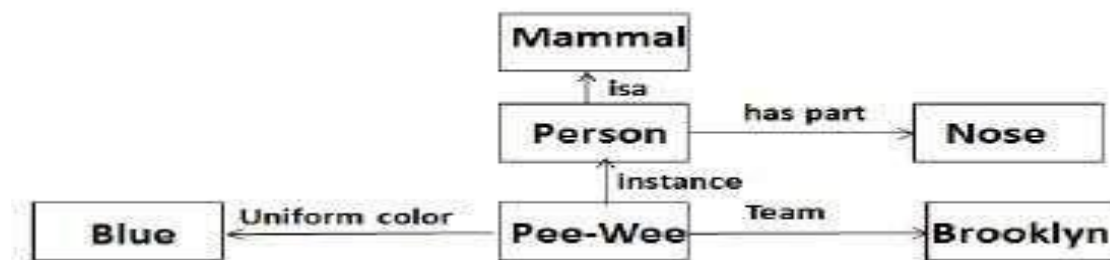 Mammal
isa
Person
has part
Nose
instance
Blue
Uniform color
Pee-Wee
Team
Brooklyn